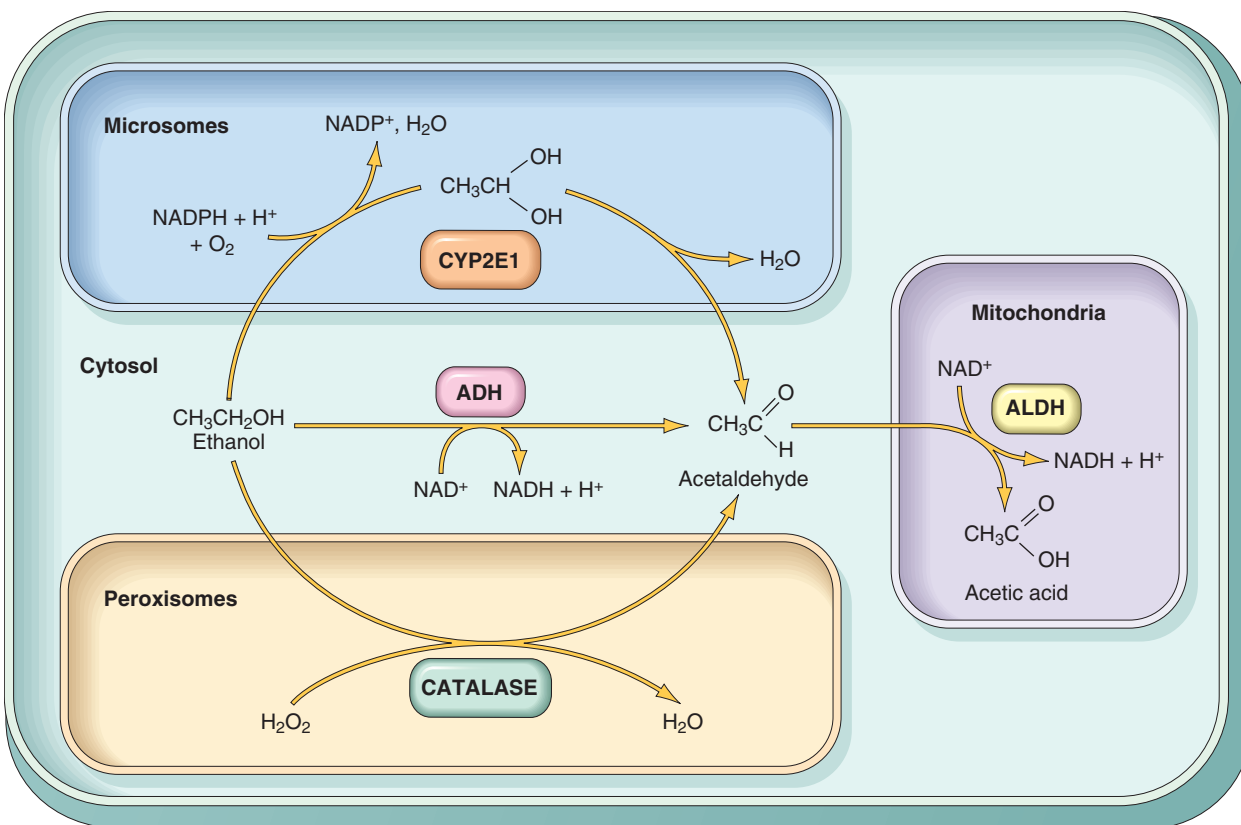 Microsomes
NADP⁺, H₂O
OH
CH₃CH
OH
NADPH + H⁺
+ O₂
CYP2E1
H₂O
Mitochondria
Cytosol
NAD⁺
ADH
ALDH
O
CH₃CH₂OH
Ethanol
CH₃C
H
NADH + H⁺
NAD⁺
NADH + H⁺
Acetaldehyde
O
CH₃C
OH
Acetic acid
Peroxisomes
CATALASE
H₂O₂
H₂O